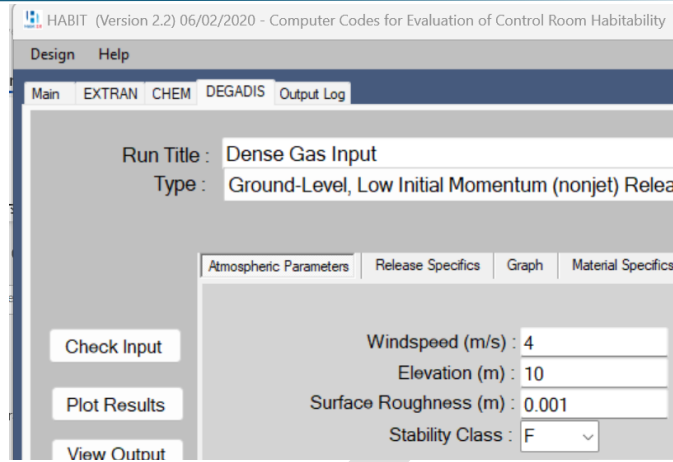 HABIT (Version 2.2) 06/02/2020 - Computer Codes for Evaluation of Control Room Habitability
Design Help
Main EXTRAN CHEM DEGADIS Output Log
Run Title : Dense Gas Input
Type : Ground-Level, Low Initial Momentum (nonjet) Relea
Atmospheric Parameters Release Specifics Graph Material Specifics
Check Input
Windspeed (m/s) : 4
Elevation (m) : 10
Plot Results
Surface Roughness (m) : 0.001
Stability Class : F
View Output